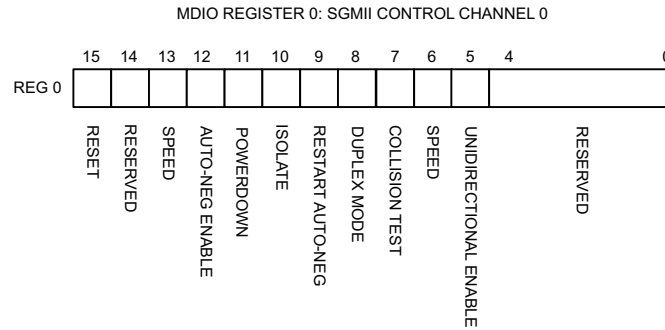 MDIO REGISTER 0: SGMII CONTROL CHANNEL 0
15 14 13 12 11 10 9 8 7 6 5 4 0
REG 0
RESET
RESERVED
SPEED
AUTO-NEG ENABLE
POWERDOWN
ISOLATE
RESTART AUTO-NEG
DUPLEX MODE
COLLISION TEST
SPEED
UNIDIRECTIONAL ENABLE
RESERVED